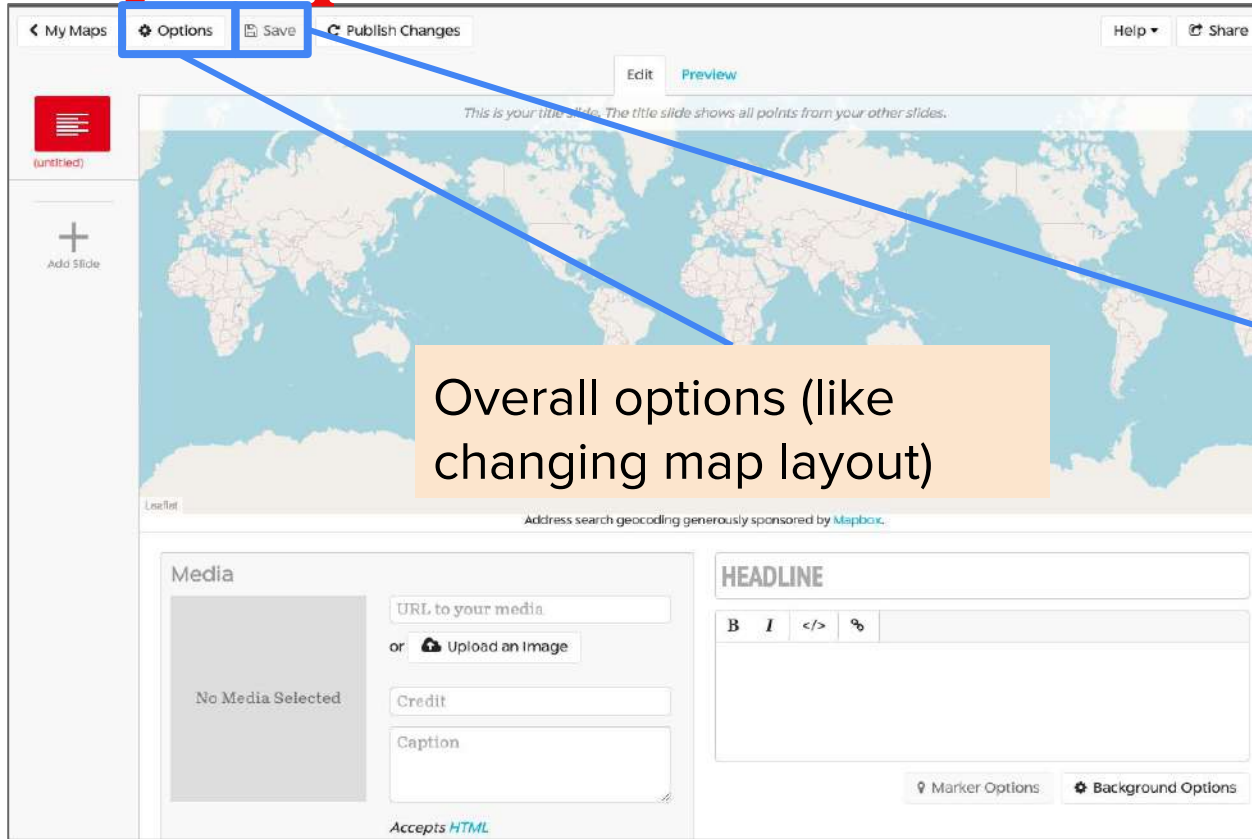 My Maps Options Save Publish Changes Help Share
Edit Preview
This is your title slide. The title slide shows all points from your other slides.
(untitled)
Add Slide
Overall options (like
changing map layout)
Leaflet
Address search geocoding generously sponsored by Mapbox.
Media
HEADLINE
URL to your media
B I </>
or Upload an Image
No Media Selected
Credit
Caption
Marker Options Background Options
Accepts HTML